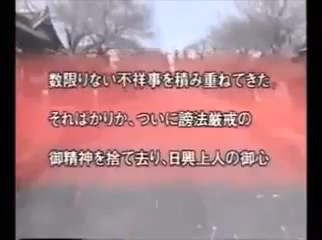 数限りない不祥事を積み重ねてきた。
そればかりか、ついに謗法厳戒の
御精神を捨て去り、日興上人の御心